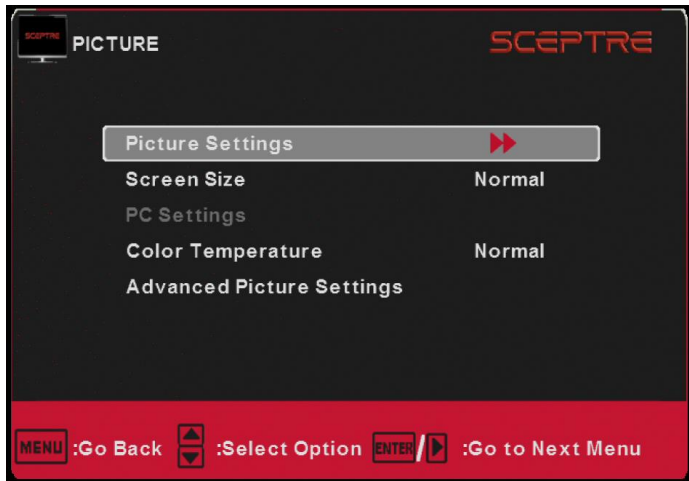 SCEPTRE
PICTURE
SCEPTRE
Picture Settings
Screen Size Normal
PC Settings
Color Temperature Normal
Advanced Picture Settings
MENU :Go Back :Select Option ENTER / :Go to Next Menu